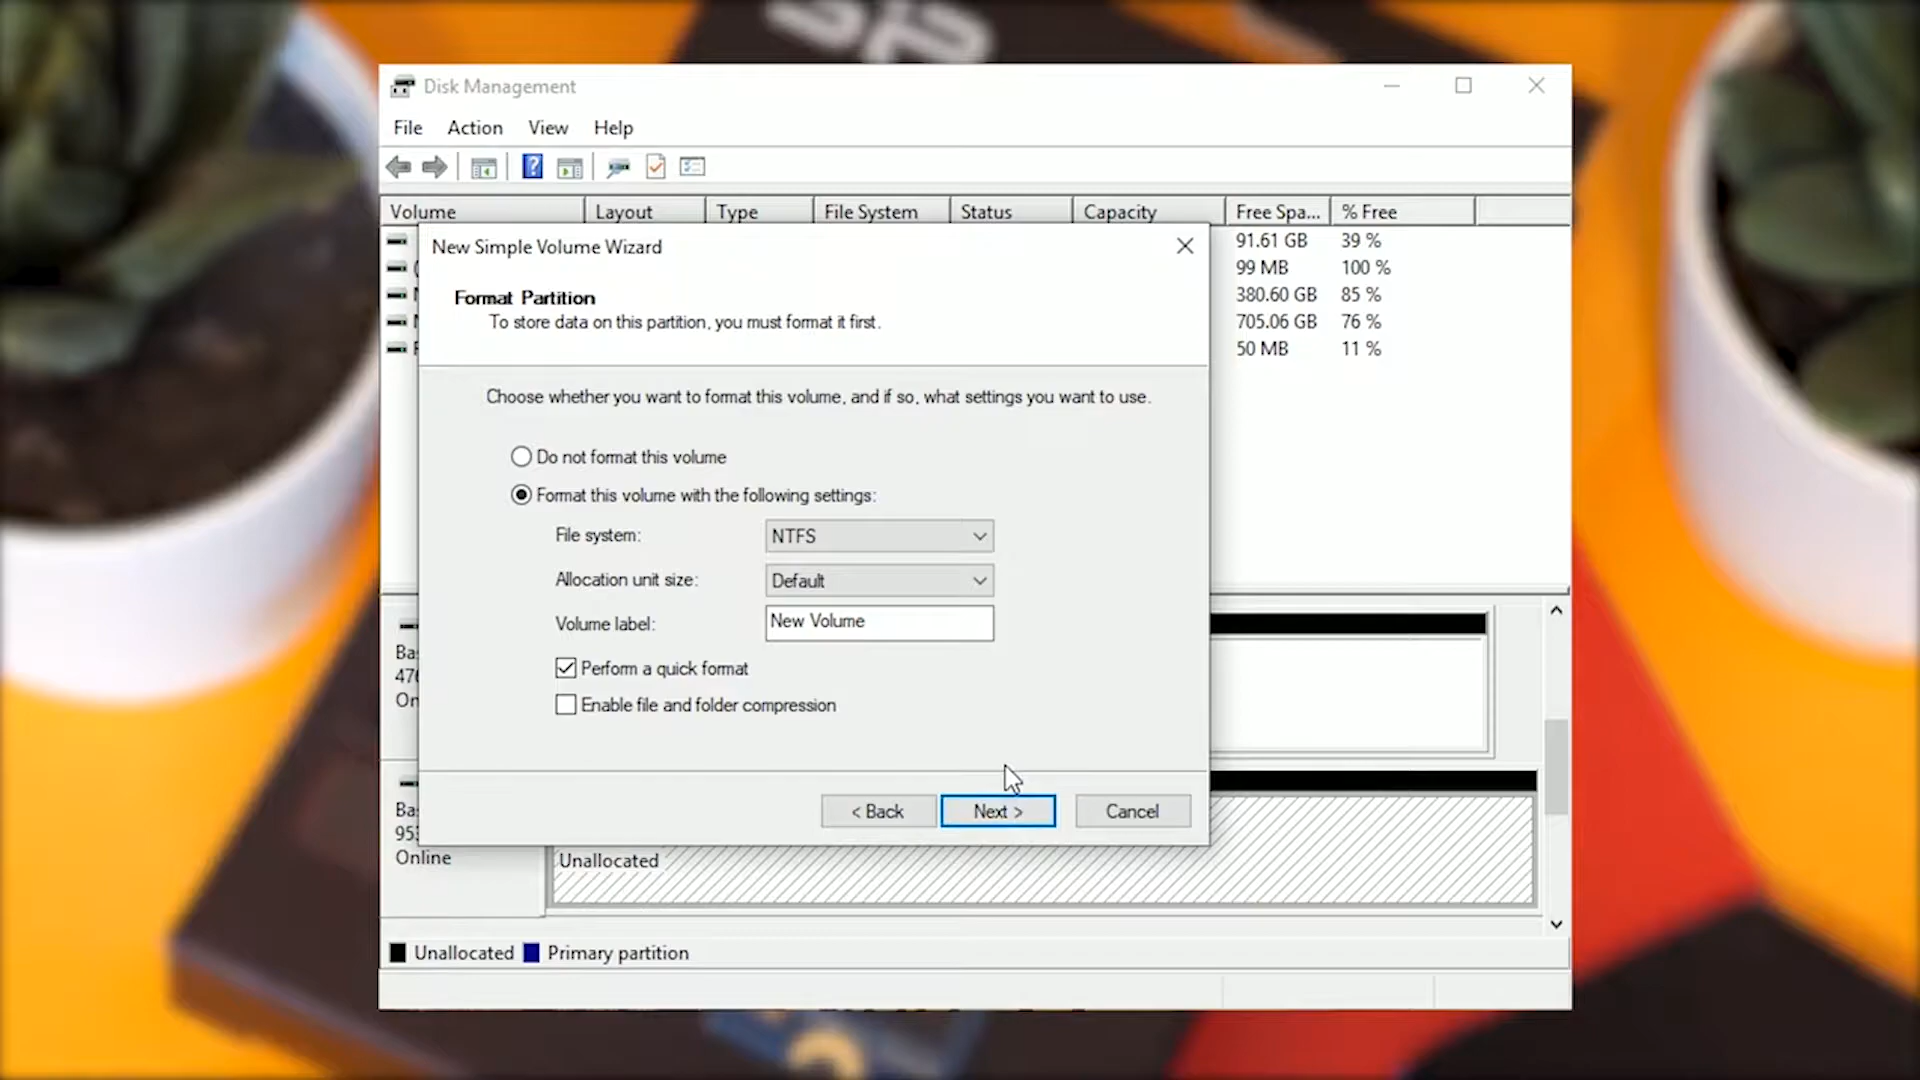 Disk Management
File Action View Help
Volume Layout Type File System Status Capacity Free Spa... % Free
New Simple Volume Wizard
91.61 GB 39 %
99 MB 100 %
380.60 GB 85 %
705.06 GB 76 %
50 MB 11 %
Format Partition
To store data on this partition, you must format it first.
Choose whether you want to format this volume, and if so, what settings you want to use.
Do not format this volume
Format this volume with the following settings:
File system: NTFS
Allocation unit size: Default
Volume label: New Volume
Perform a quick format
Enable file and folder compression
< Back Next > Cancel
Ba
476
On
Ba
953
Online
Unallocated
Unallocated Primary partition